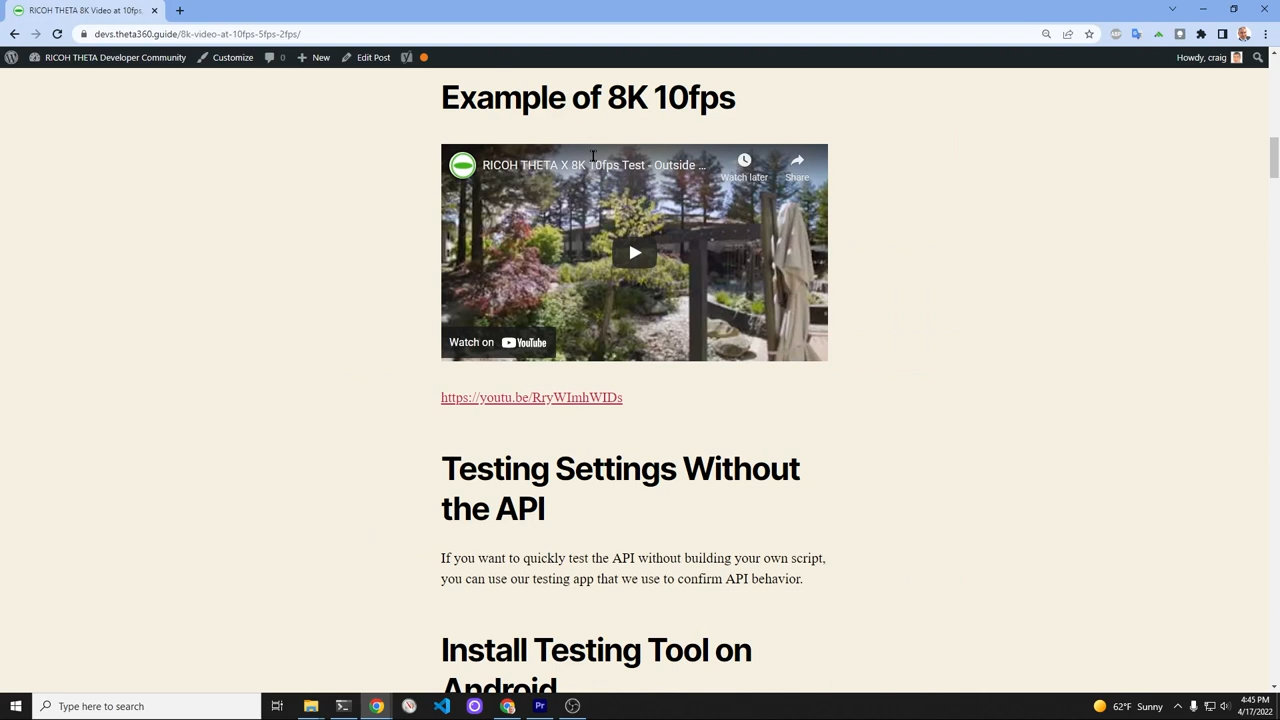 RICOH THETA 8K Video at 10fps,
devs.theta360.guide/8k-video-at-10fps-5fps-2fps/
RICOH THETA Developer Community
Customize
0
New
Edit Post
Howdy, craig
Example of 8K 10fps
RICOH THETA X 8K 10fps Test - Outside ...
Watch later
Share
Watch on YouTube
https://youtu.be/RryWImhWIDs
Testing Settings Without
the API
If you want to quickly test the API without building your own script,
you can use our testing app that we use to confirm API behavior.
Install Testing Tool on
Android
Type here to search
Pr
62°F Sunny
4:45 PM
4/17/2022